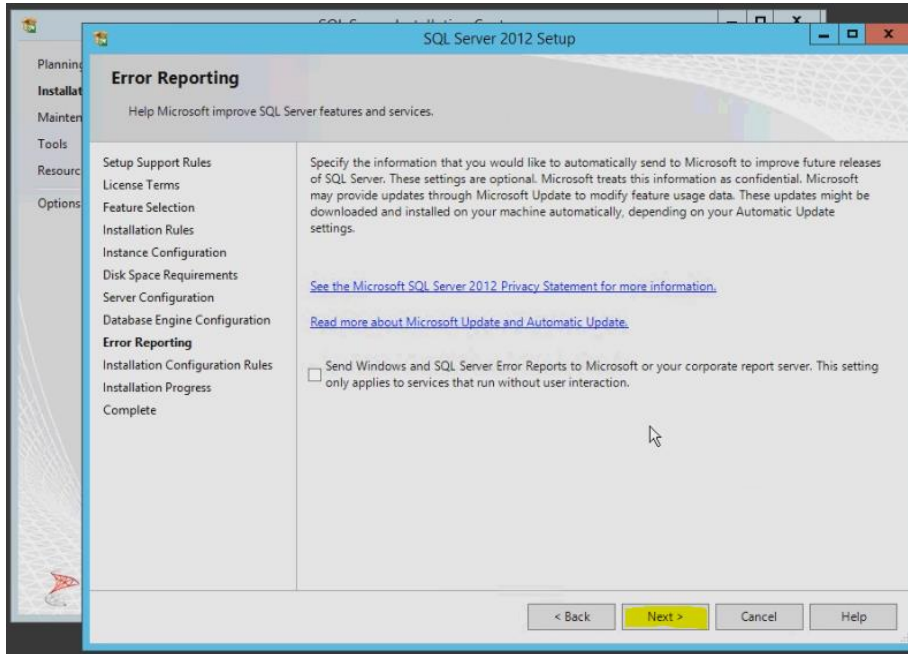 SQL Server 2012 Setup
Planning
Installat
Mainten
Tools
Resourc
Options
Error Reporting
Help Microsoft improve SQL Server features and services.
Setup Support Rules
License Terms
Feature Selection
Installation Rules
Instance Configuration
Disk Space Requirements
Server Configuration
Database Engine Configuration
Error Reporting
Installation Configuration Rules
Installation Progress
Complete
Specify the information that you would like to automatically send to Microsoft to improve future releases
of SQL Server. These settings are optional. Microsoft treats this information as confidential. Microsoft
may provide updates through Microsoft Update to modify feature usage data. These updates might be
downloaded and installed on your machine automatically, depending on your Automatic Update
settings.
See the Microsoft SQL Server 2012 Privacy Statement for more information.
Read more about Microsoft Update and Automatic Update.
Send Windows and SQL Server Error Reports to Microsoft or your corporate report server. This setting
only applies to services that run without user interaction.
< Back
Next >
Cancel
Help